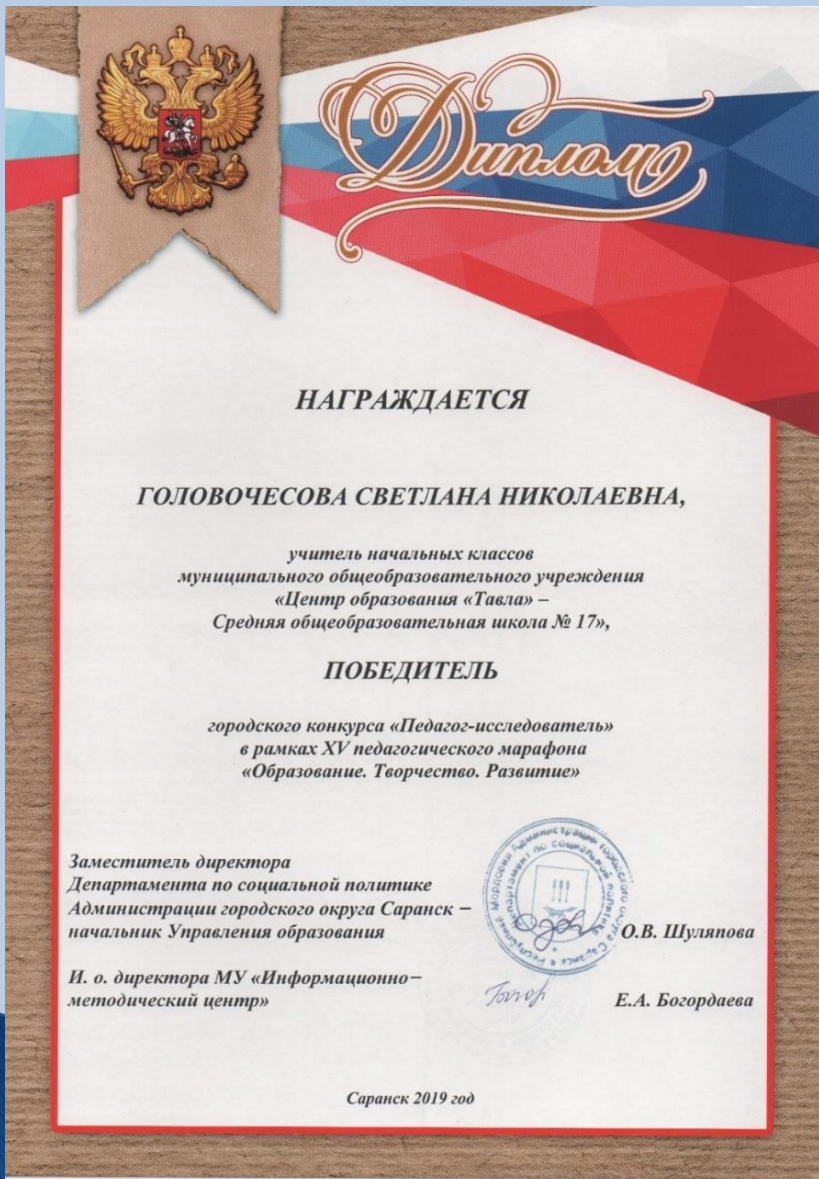 Диплом
НАГРАЖДАЕТСЯ
ГОЛОВОЧЕСОВА СВЕТЛАНА НИКОЛАЕВНА,
учитель начальных классов
муниципального общеобразовательного учреждения
«Центр образования «Тавла» –
Средняя общеобразовательная школа № 17»,
ПОБЕДИТЕЛЬ
городского конкурса «Педагог-исследователь»
в рамках XV педагогического марафона
«Образование. Творчество. Развитие»
Заместитель директора
Департамента по социальной политике
Администрации городского округа Саранск –
начальник Управления образования
О.В. Шуляпова
И. о. директора МУ «Информационно–
методический центр»
Е.А. Богордаева
Саранск 2019 год